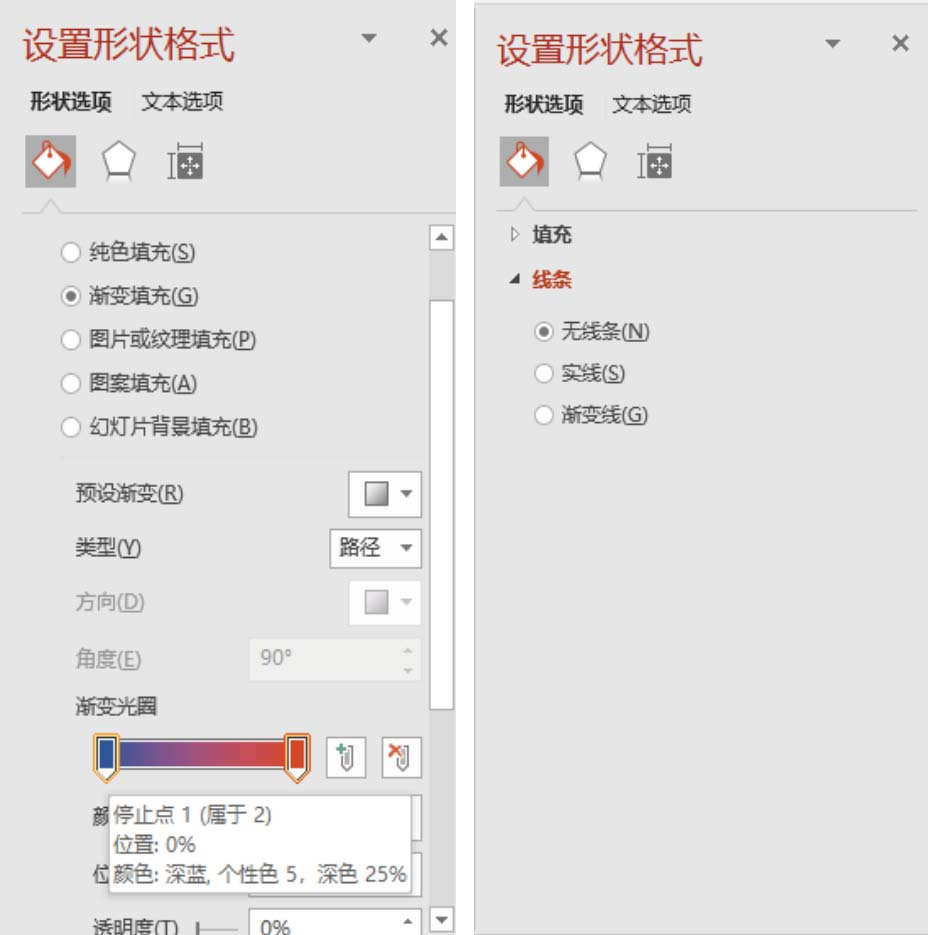 设置形状格式
形状选项 文本选项
纯色填充(S)
渐变填充(G)
图片或纹理填充(P)
图案填充(A)
幻灯片背景填充(B)
预设渐变(R)
类型(Y) 路径
方向(D)
角度(E) 90°
渐变光圈
停止点 1 (属于 2)
位置: 0%
颜色: 深蓝, 个性色 5，深色 25%
透明度(T) 0%
设置形状格式
形状选项 文本选项
填充
线条
无线条(N)
实线(S)
渐变线(G)